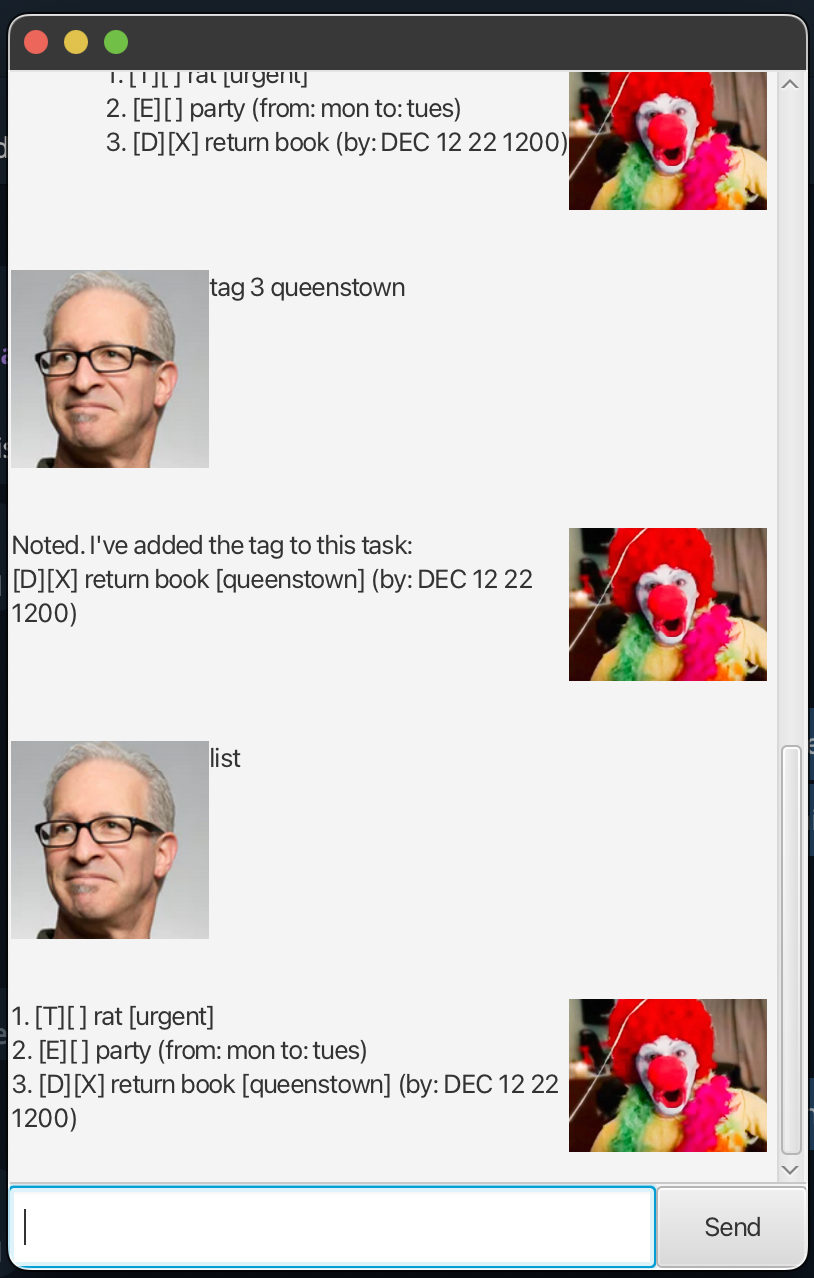 1. [T][ ] rat [urgent]
2. [E][ ] party (from: mon to: tues)
3. [D][X] return book (by: DEC 12 22 1200)
tag 3 queenstown
Noted. I've added the tag to this task:
[D][X] return book [queenstown] (by: DEC 12 22
1200)
list
1. [T][ ] rat [urgent]
2. [E][ ] party (from: mon to: tues)
3. [D][X] return book [queenstown] (by: DEC 12 22
1200)
Send